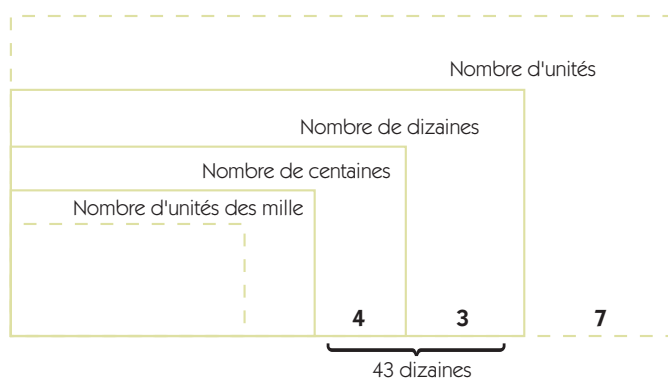 Nombre d'unités
Nombre de dizaines
Nombre de centaines
Nombre d'unités des mille
4 3 7
43 dizaines